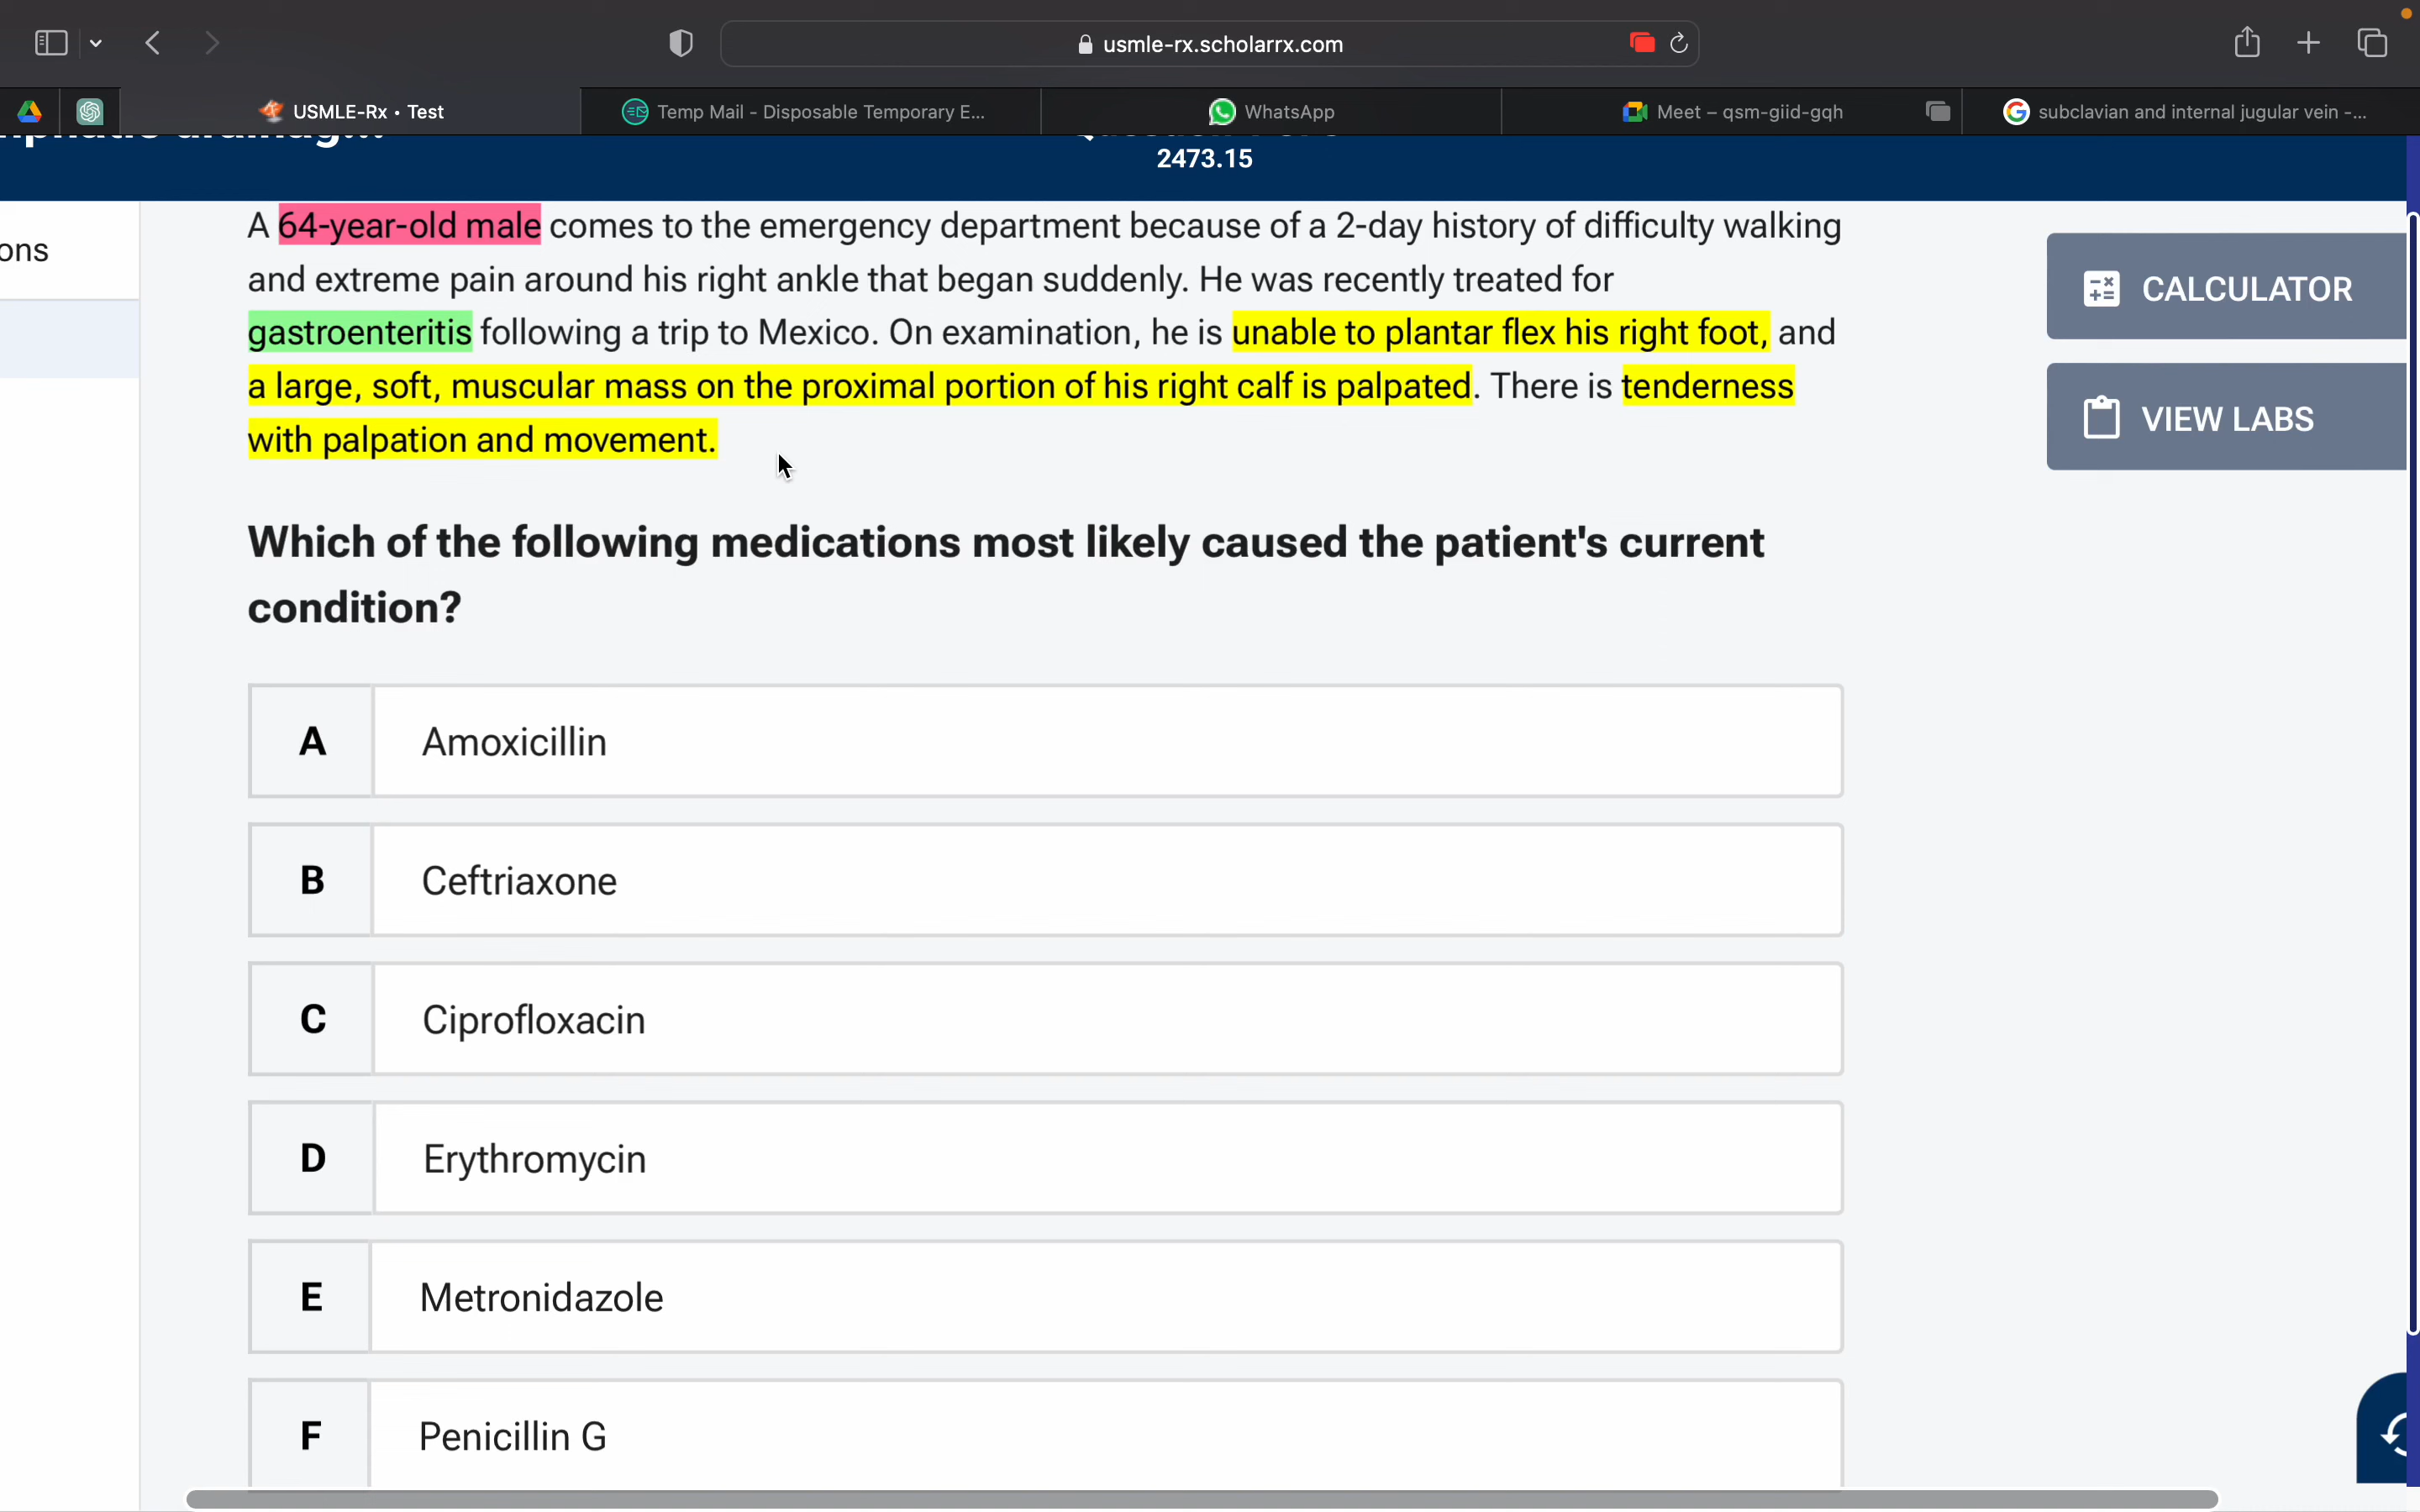 usmle-rx.scholarrx.com
USMLE-Rx • Test
Temp Mail - Disposable Temporary E...
WhatsApp
Meet – qsm-giid-gqh
subclavian and internal jugular vein -...
2473.15
ons
A 64-year-old male comes to the emergency department because of a 2-day history of difficulty walking
and extreme pain around his right ankle that began suddenly. He was recently treated for
gastroenteritis following a trip to Mexico. On examination, he is unable to plantar flex his right foot, and
a large, soft, muscular mass on the proximal portion of his right calf is palpated. There is tenderness
with palpation and movement.
CALCULATOR
VIEW LABS
Which of the following medications most likely caused the patient's current
condition?
A Amoxicillin
B Ceftriaxone
C Ciprofloxacin
D Erythromycin
E Metronidazole
F Penicillin G